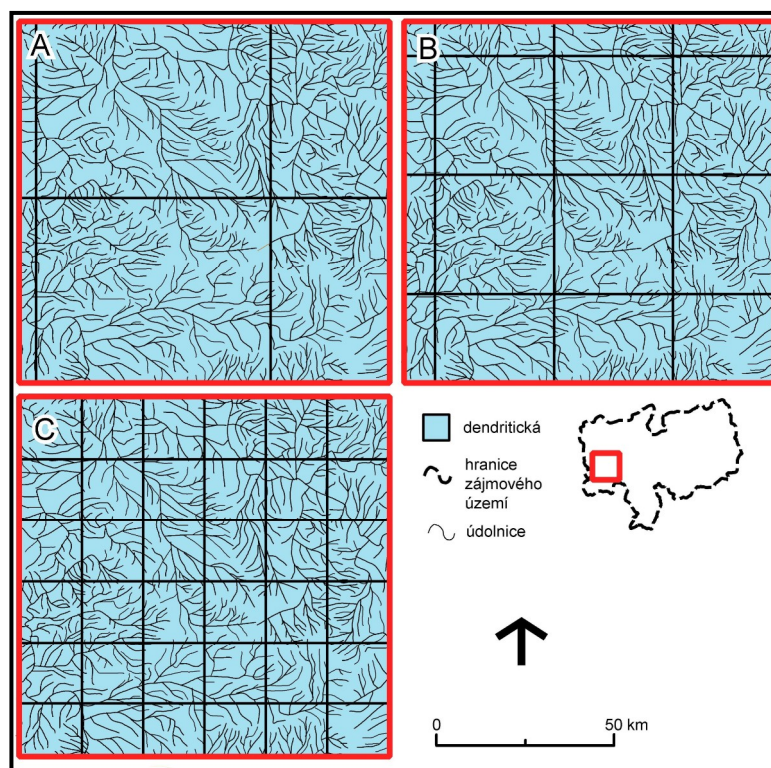 A
B
C
dendritická
hranice
zájmového
území
údolnice
0
50 km